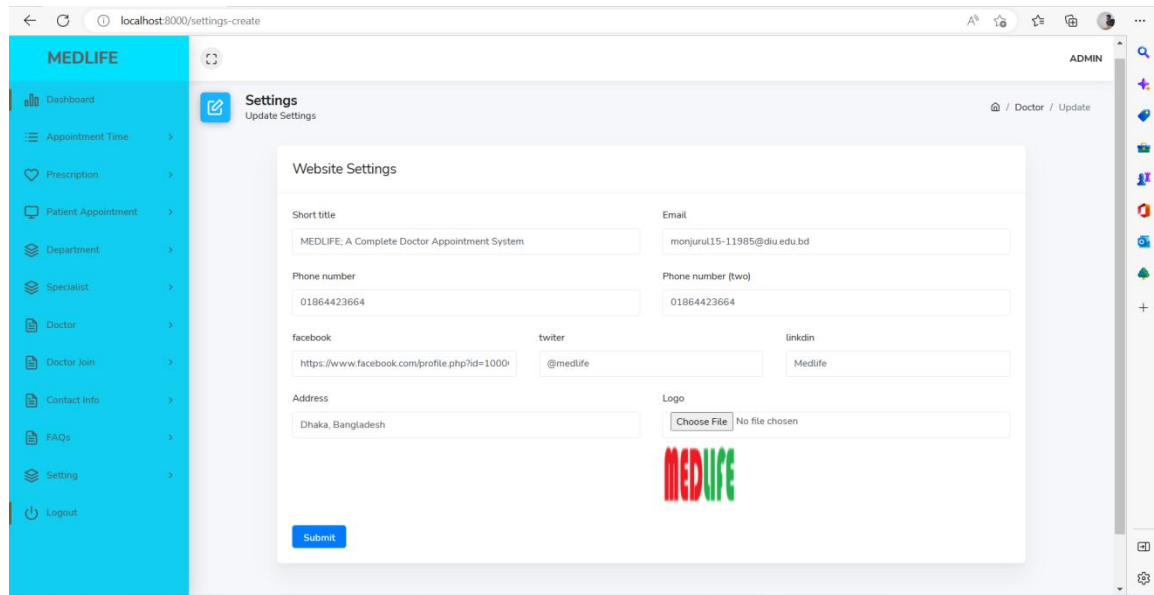 localhost:8000/settings-create
MEDLIFE
ADMIN
Dashboard
Appointment Time
Prescription
Patient Appointment
Department
Specialist
Doctor
Doctor Join
Contact Info
FAQs
Setting
Logout
Settings
Update Settings
/ Doctor / Update
Website Settings
Short title
Email
MEDLIFE; A Complete Doctor Appointment System
monjurul15-11985@diu.edu.bd
Phone number
Phone number (two)
01864423664
01864423664
facebook
twiter
linkdin
https://www.facebook.com/profile.php?id=1000
@medlife
Medlife
Address
Logo
Dhaka, Bangladesh
Choose File No file chosen
MEDLIFE
Submit